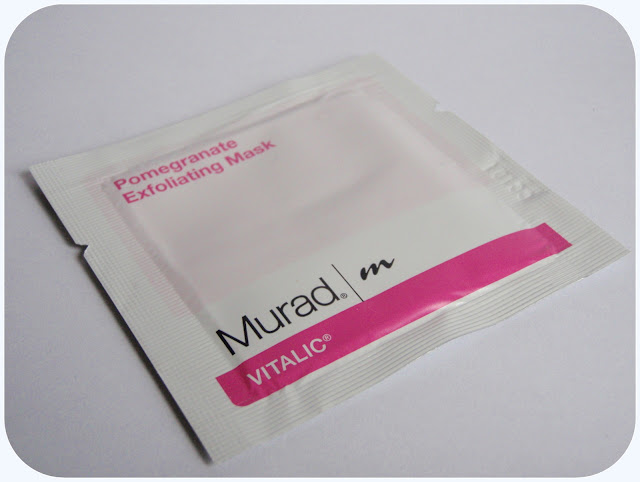 Pomegranate
Exfoliating Mask
Murad® m
VITALIC®